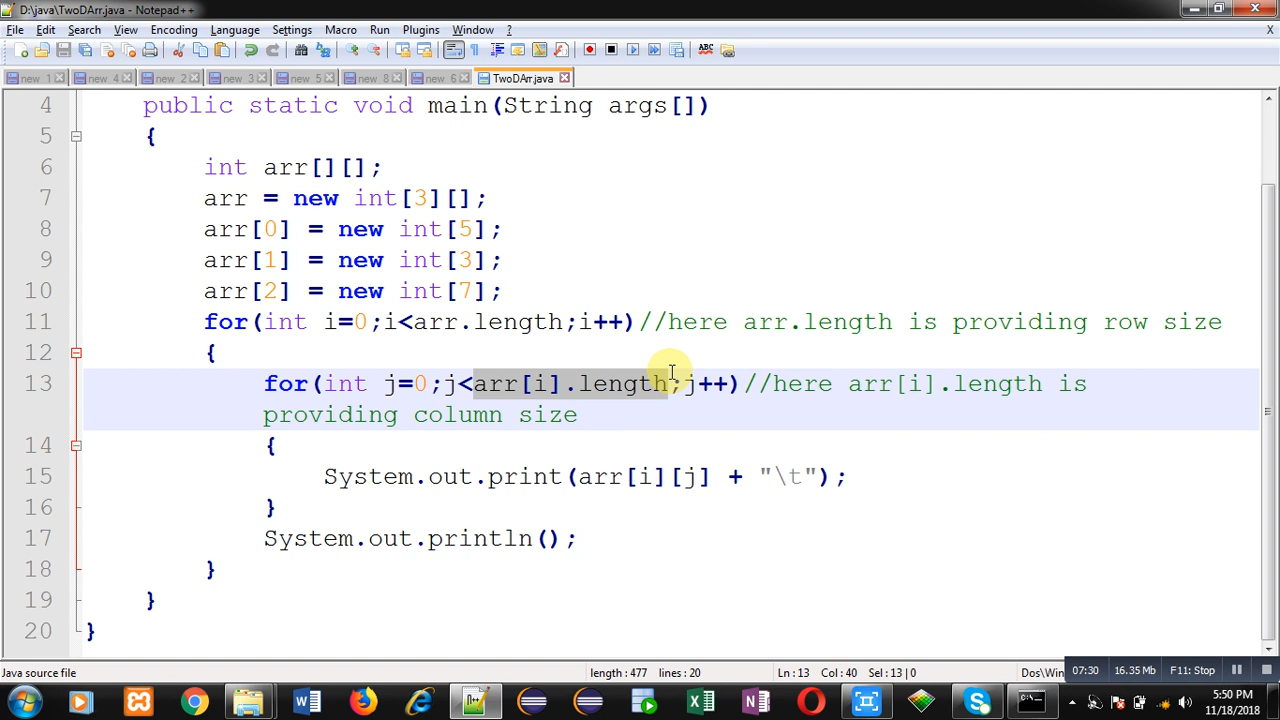 D:\java\TwoDArr.java - Notepad++
File Edit Search View Encoding Language Settings Macro Run Plugins Window ? X
new 1 new 4 new 2 new 3 new 5 new 8 new 6 TwoDArr.java
4 public static void main(String args[])
5 {
6 int arr[][];
7 arr = new int[3][];
8 arr[0] = new int[5];
9 arr[1] = new int[3];
10 arr[2] = new int[7];
11 for(int i=0;i<arr.length;i++)//here arr.length is providing row size
12 {
13 for(int j=0;j<arr[i].length;j++)//here arr[i].length is
providing column size
14 {
15 System.out.print(arr[i][j] + "\t");
16 }
17 System.out.println();
18 }
19 }
20 }
Java source file length : 477 lines : 20 Ln : 13 Col : 40 Sel : 13 | 0 Dos\Win 07:30 16.35 Mb F11: Stop
5:50 PM
11/18/2018